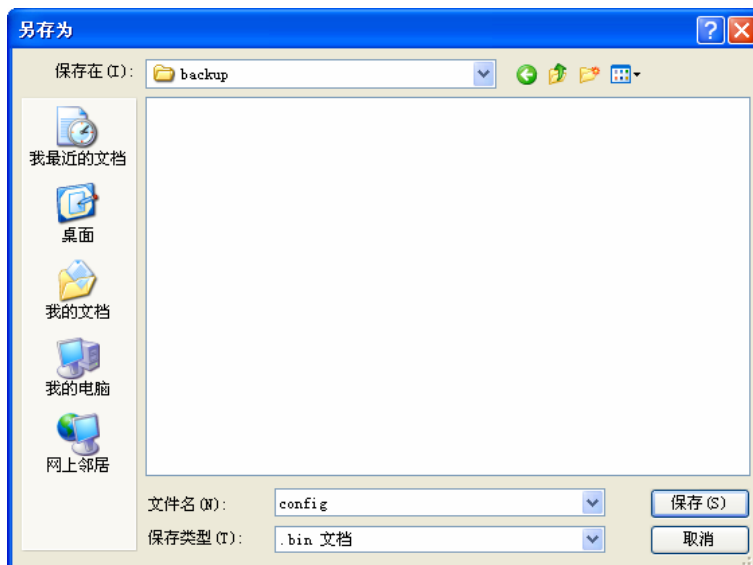 另存为
保存在(I):
backup
我最近的文档
桌面
我的文档
我的电脑
网上邻居
文件名(N):
config
保存(S)
保存类型(T):
.bin 文档
取消